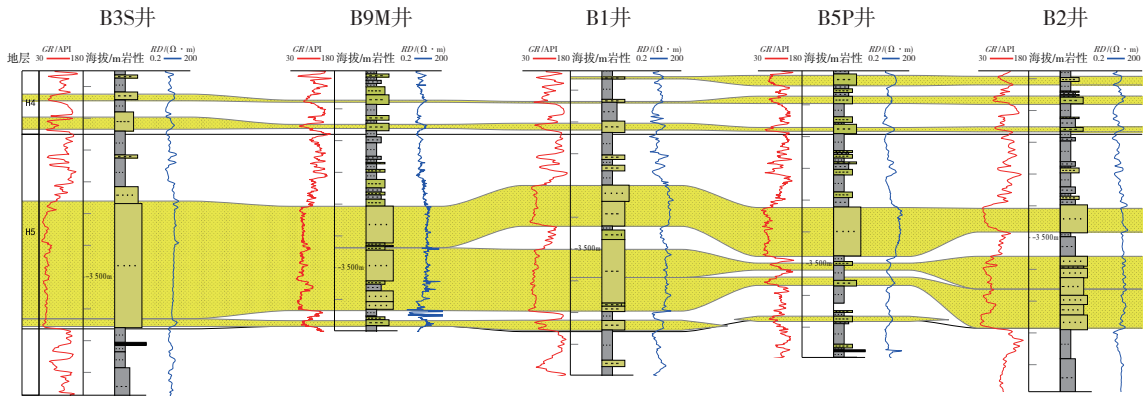 B3S井 B9M井 B1井 B5P井 B2井
地层 GR/API 30 180 海拔/m 岩性 RD/(Ω·m) 0.2 200
GR/API 30 180 海拔/m 岩性 RD/(Ω·m) 0.2 200
GR/API 30 180 海拔/m 岩性 RD/(Ω·m) 0.2 200
GR/API 30 180 海拔/m 岩性 RD/(Ω·m) 0.2 200
GR/API 30 180 海拔/m 岩性 RD/(Ω·m) 0.2 200
H4
H5
-3 500m
-3 500m
-3 500m
-3 500m
-3 500m